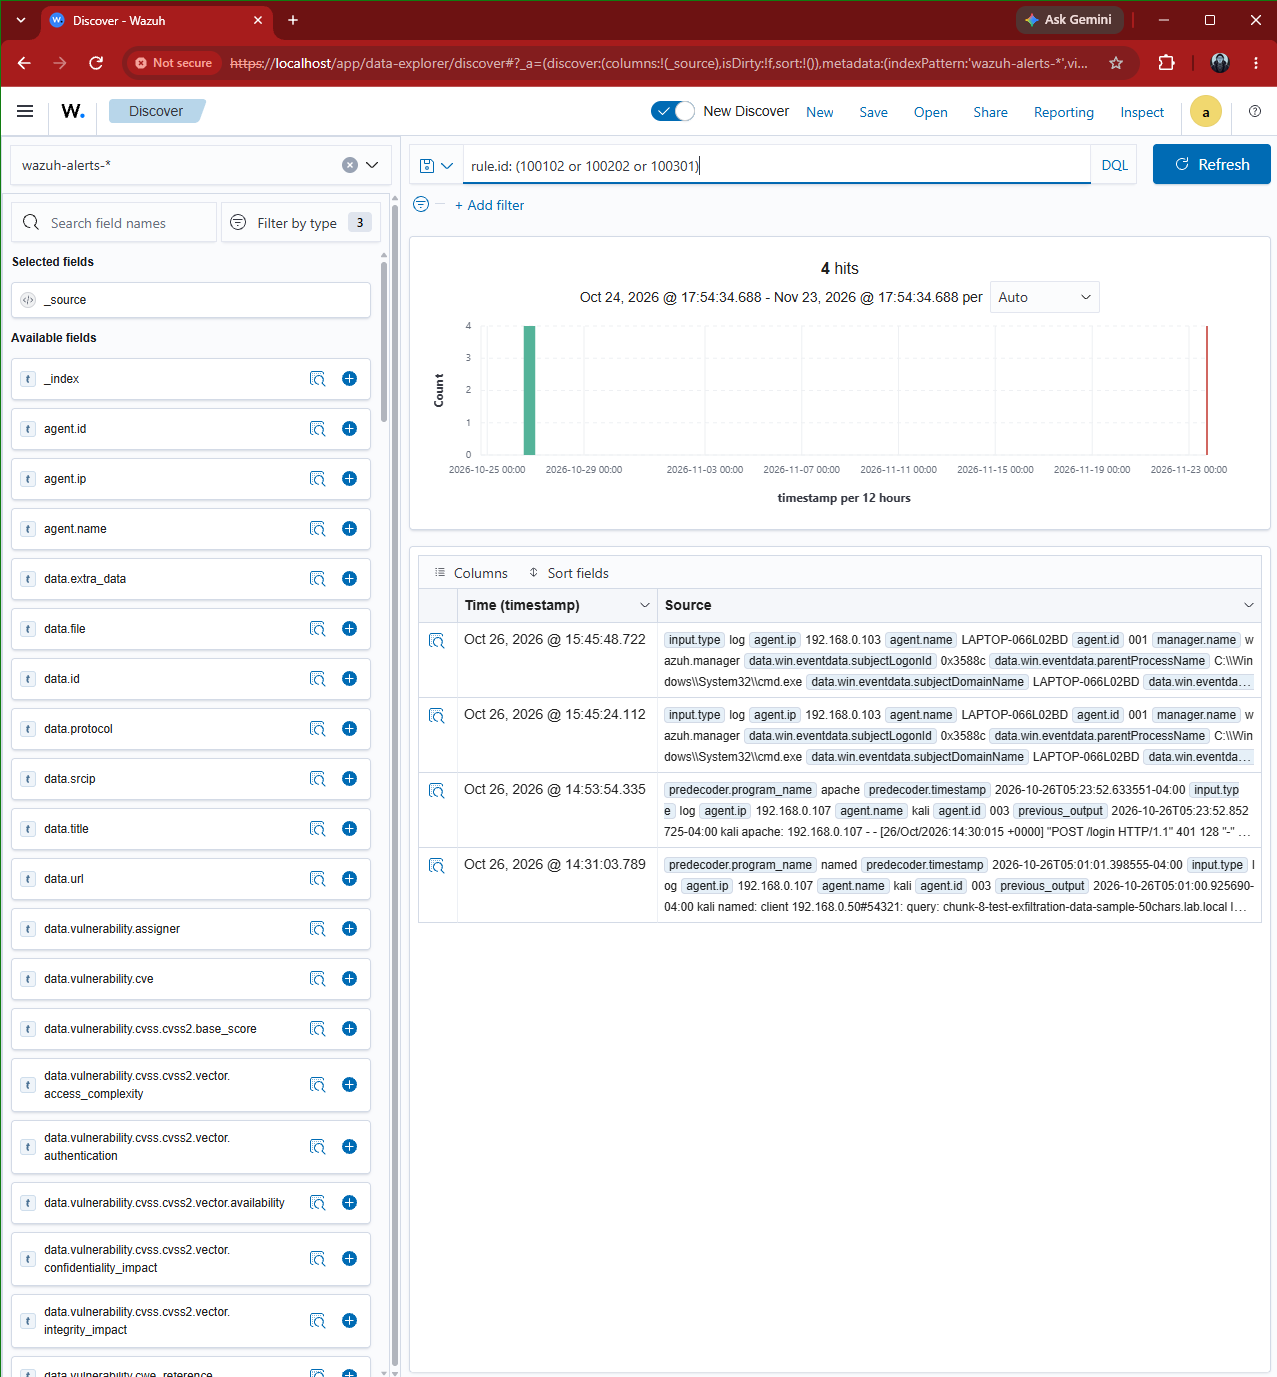 Discover - Wazuh
Ask Gemini
Not secure
https://localhost/app/data-explorer/discover#?_a=(discover:(columns:!(_source),isDirty:!f,sort:!()),metadata:(indexPattern:'wazuh-alerts-*',vi...
W.
Discover
New Discover
New
Save
Open
Share
Reporting
Inspect
a
wazuh-alerts-*
rule.id: (100102 or 100202 or 100301)
DQL
Refresh
+ Add filter
Search field names
Filter by type 3
Selected fields
_source
Available fields
t _index
t agent.id
t agent.ip
t agent.name
t data.extra_data
t data.file
t data.id
t data.protocol
t data.srcip
t data.title
t data.url
t data.vulnerability.assigner
t data.vulnerability.cve
t data.vulnerability.cvss.cvss2.base_score
t data.vulnerability.cvss.cvss2.vector.
access_complexity
t data.vulnerability.cvss.cvss2.vector.
authentication
t data.vulnerability.cvss.cvss2.vector.availability
t data.vulnerability.cvss.cvss2.vector.
confidentiality_impact
t data.vulnerability.cvss.cvss2.vector.
integrity_impact
data.vulnerability.cwe_reference
4 hits
Oct 24, 2026 @ 17:54:34.688 - Nov 23, 2026 @ 17:54:34.688 per Auto
Count
4
3
2
1
0
2026-10-25 00:00
2026-10-29 00:00
2026-11-03 00:00
2026-11-07 00:00
2026-11-11 00:00
2026-11-15 00:00
2026-11-19 00:00
2026-11-23 00:00
timestamp per 12 hours
Columns
Sort fields
Time (timestamp)
Source
Oct 26, 2026 @ 15:45:48.722
input.type log agent.ip 192.168.0.103 agent.name LAPTOP-066L02BD agent.id 001 manager.name w
azuh.manager data.win.eventdata.subjectLogonId 0x3588c data.win.eventdata.parentProcessName C:\\Win
dows\\System32\\cmd.exe data.win.eventdata.subjectDomainName LAPTOP-066L02BD data.win.eventda...
Oct 26, 2026 @ 15:45:24.112
input.type log agent.ip 192.168.0.103 agent.name LAPTOP-066L02BD agent.id 001 manager.name w
azuh.manager data.win.eventdata.subjectLogonId 0x3588c data.win.eventdata.parentProcessName C:\\Win
dows\\System32\\cmd.exe data.win.eventdata.subjectDomainName LAPTOP-066L02BD data.win.eventda...
Oct 26, 2026 @ 14:53:54.335
predecoder.program_name apache predecoder.timestamp 2026-10-26T05:23:52.633551-04:00 input.typ
e log agent.ip 192.168.0.107 agent.name kali agent.id 003 previous_output 2026-10-26T05:23:52.852
725-04:00 kali apache: 192.168.0.107 - - [26/Oct/2026:14:30:015 +0000] "POST /login HTTP/1.1" 401 128 "-" ...
Oct 26, 2026 @ 14:31:03.789
predecoder.program_name named predecoder.timestamp 2026-10-26T05:01:01.398555-04:00 input.type l
og agent.ip 192.168.0.107 agent.name kali agent.id 003 previous_output 2026-10-26T05:01:00.925690-
04:00 kali named: client 192.168.0.50#54321: query: chunk-8-test-exfiltration-data-sample-50chars.lab.local I...